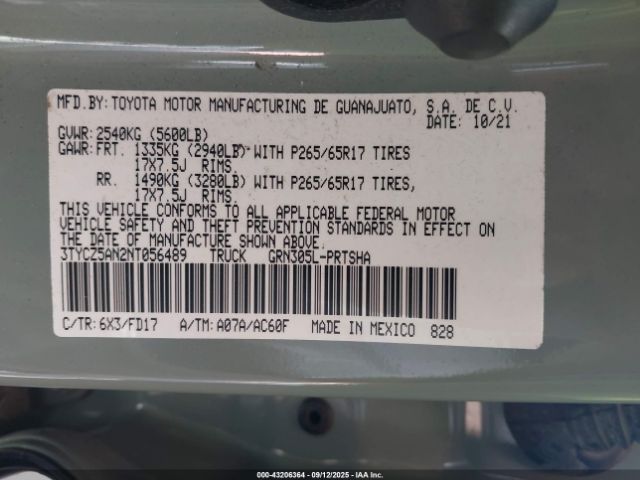 MFD.BY:TOYOTA MOTOR MANUFACTURING DE GUANAJUATO, S.A. DE C.V.
DATE: 10/21
GVWR:2540KG (5600LB)
GAWR:FRT. 1335KG (2940LB) WITH P265/65R17 TIRES
17X7.5J RIMS.
RR. 1490KG (3280LB) WITH P265/65R17 TIRES,
17X7.5J RIMS.
THIS VEHICLE CONFORMS TO ALL APPLICABLE FEDERAL MOTOR
VEHICLE SAFETY AND THEFT PREVENTION STANDARDS IN EFFECT ON
THE DATE OF MANUFACTURE SHOWN ABOVE.
3TYCZ5AN2NT056489 TRUCK GRN305L-PRTSHA
C/TR:6X3/FD17 A/TM:A07A/AC60F MADE IN MEXICO 828
000-43206364 - 09/12/2025 - IAA Inc.